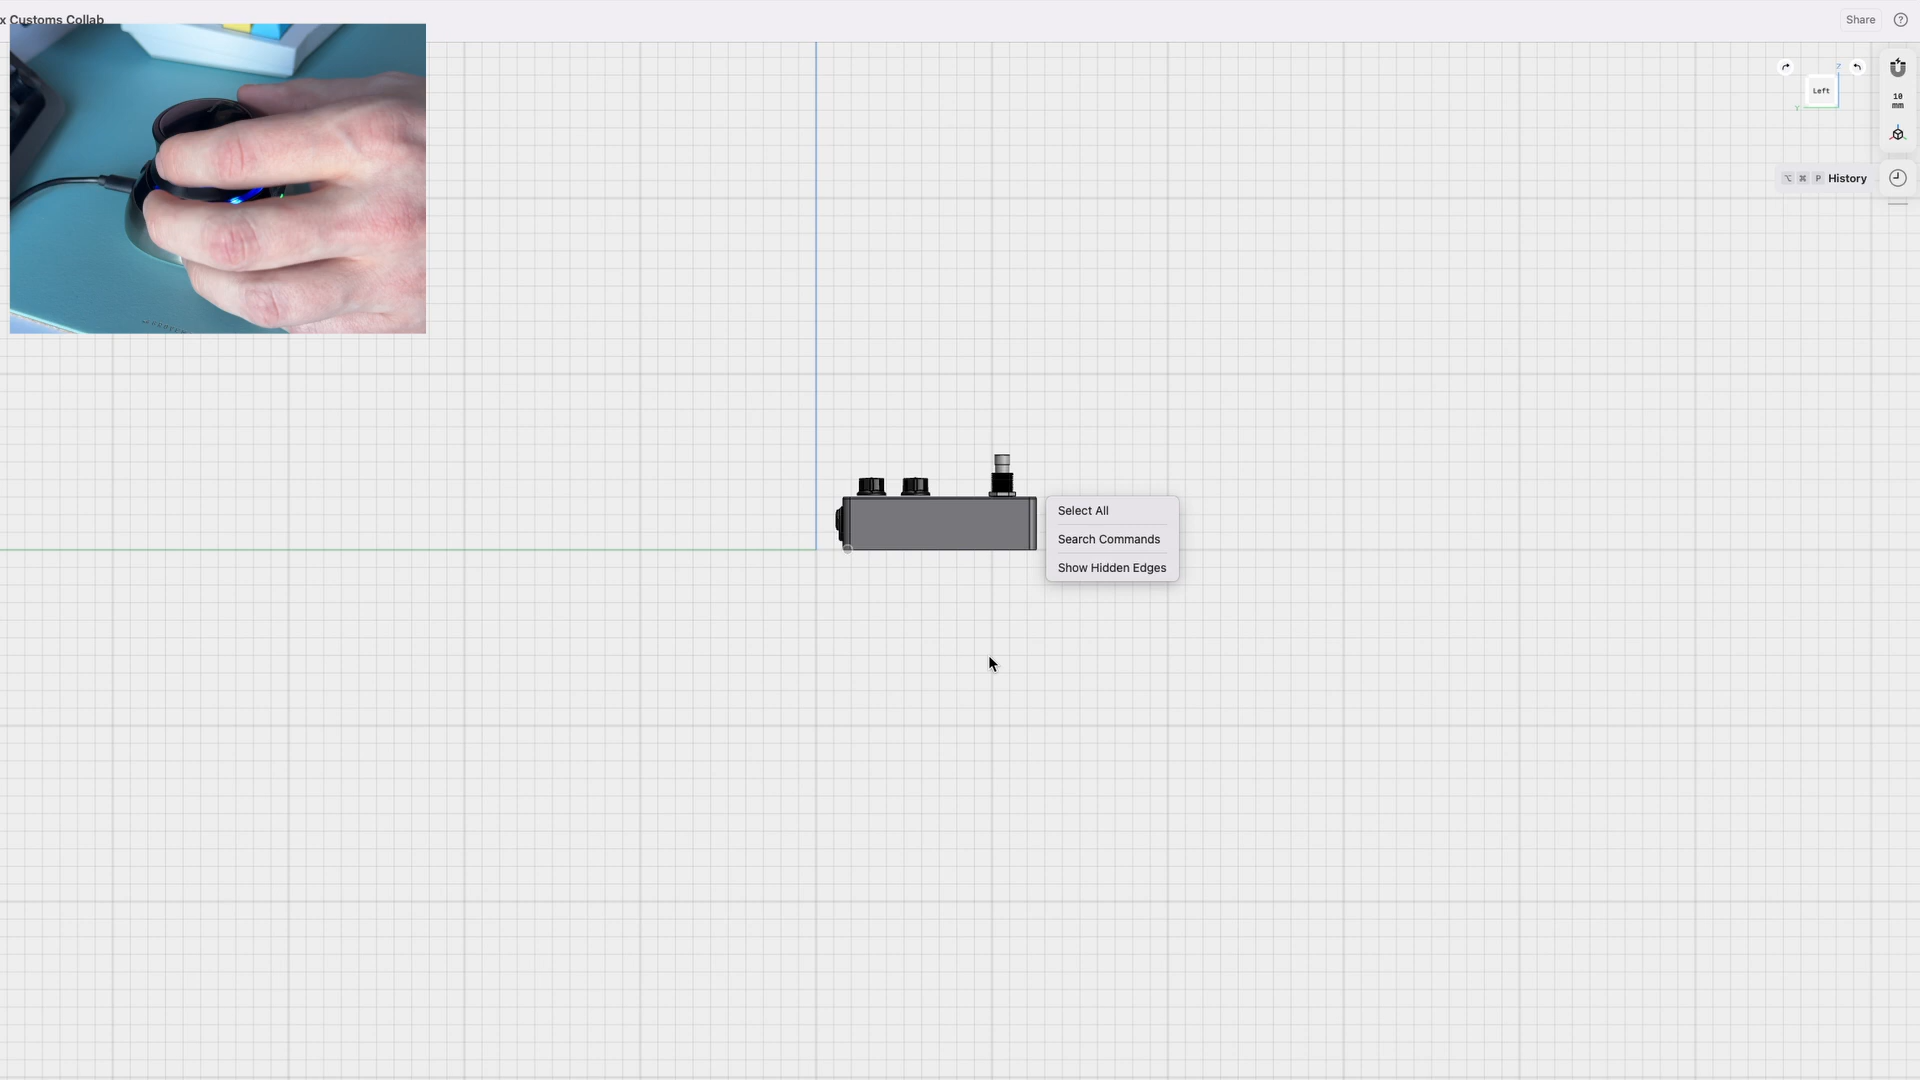 x Customs Collab
Share
?
Z
Left
Y
10
mm
⌥ ⌘ P History
Select All
Search Commands
Show Hidden Edges